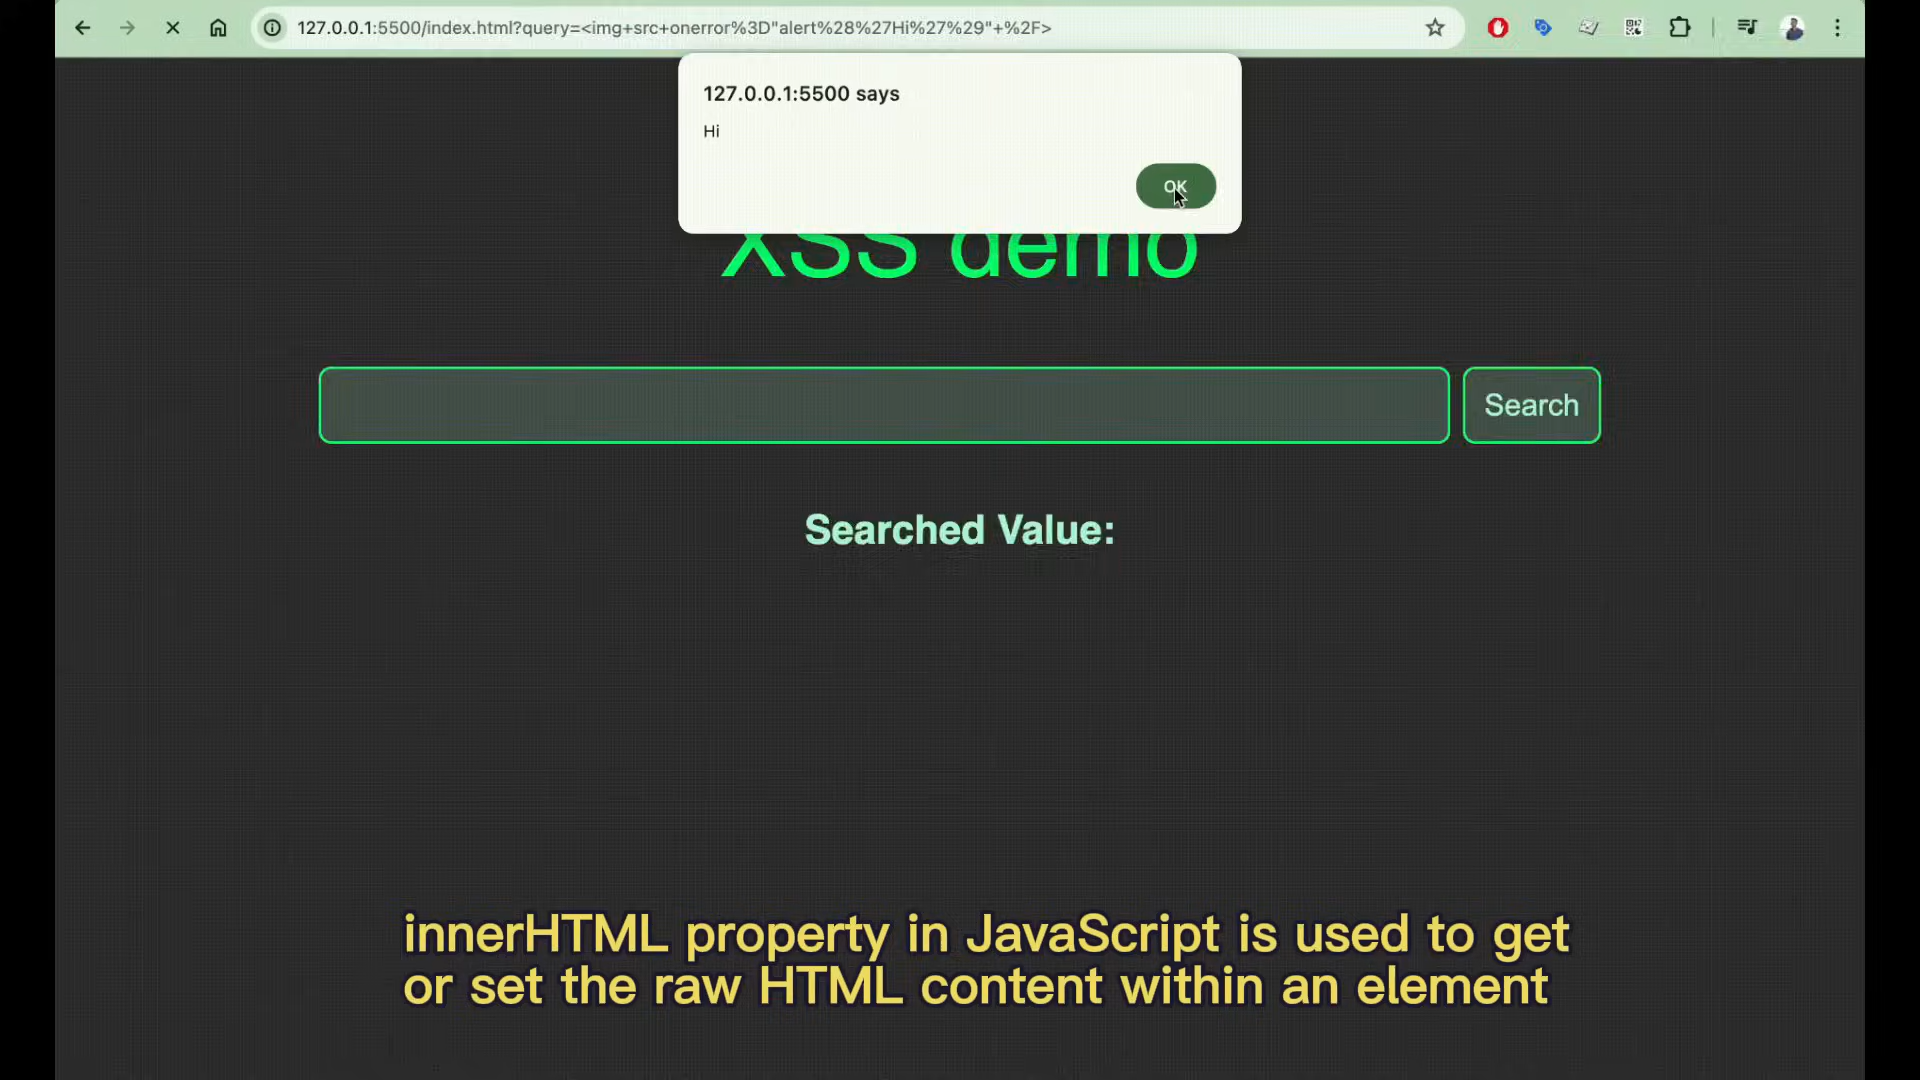 127.0.0.1:5500/index.html?query=<img+src+onerror%3D"alert%28%27Hi%27%29"+%2F>
127.0.0.1:5500 says
Hi
OK
XSS demo
Search
Searched Value:
innerHTML property in JavaScript is used to get
or set the raw HTML content within an element